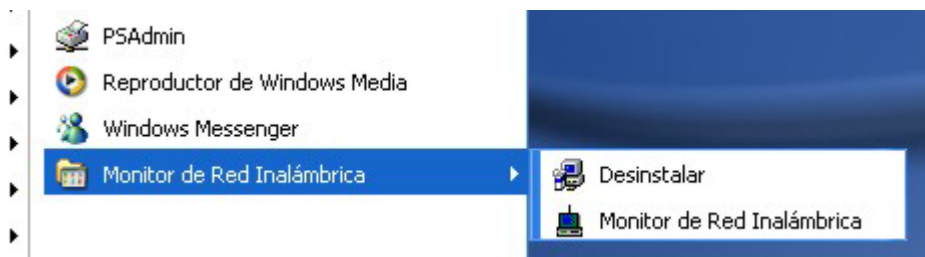 PSAdmin
Reproductor de Windows Media
Windows Messenger
Monitor de Red Inalámbrica
Desinstalar
Monitor de Red Inalámbrica